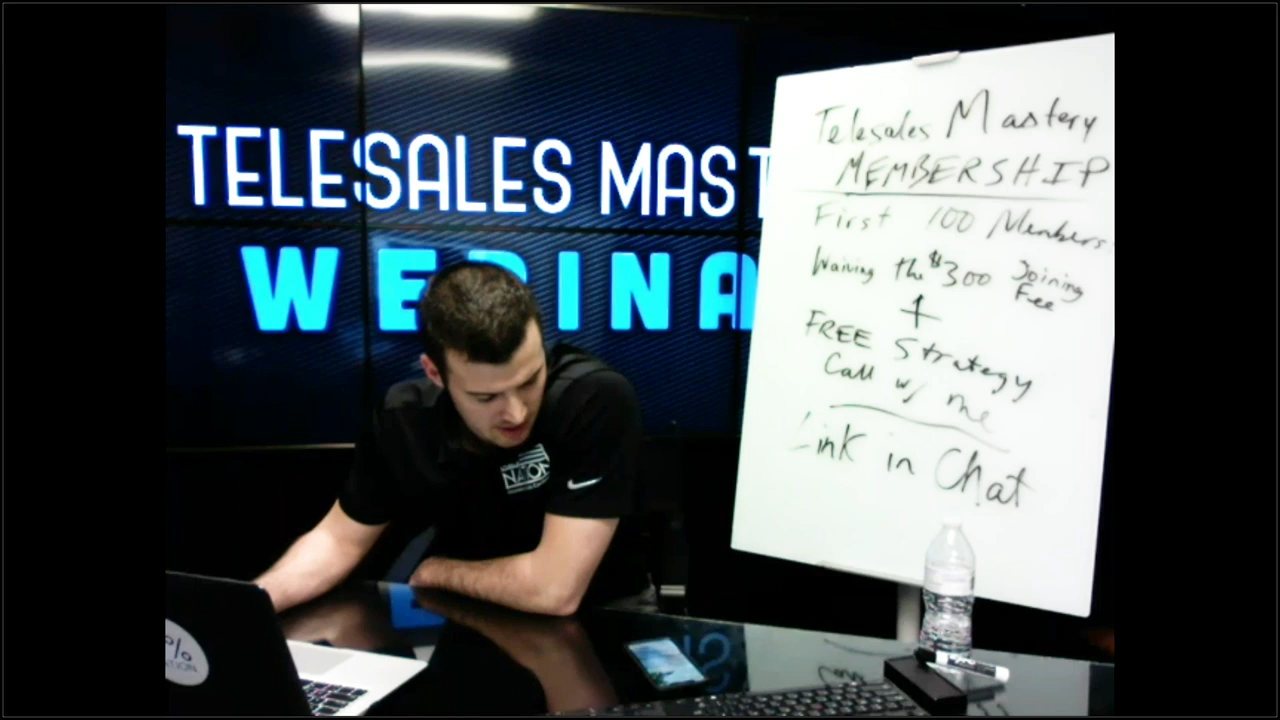 TELESALES MAST
WEBINA
Telesales Mastery
MEMBERSHIP
First 100 Members
Waiving the $300 Joining
Fee
+
FREE Strategy
Call w/ me
Link in Chat
NATION
%